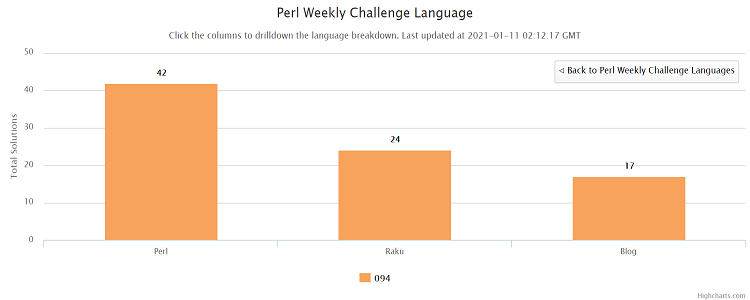 Perl Weekly Challenge Language
Click the columns to drilldown the language breakdown. Last updated at 2021-01-11 02:12:17 GMT
◁ Back to Perl Weekly Challenge Languages
Total Solutions
50
40
30
20
10
0
42
24
17
Perl
Raku
Blog
094
Highcharts.com